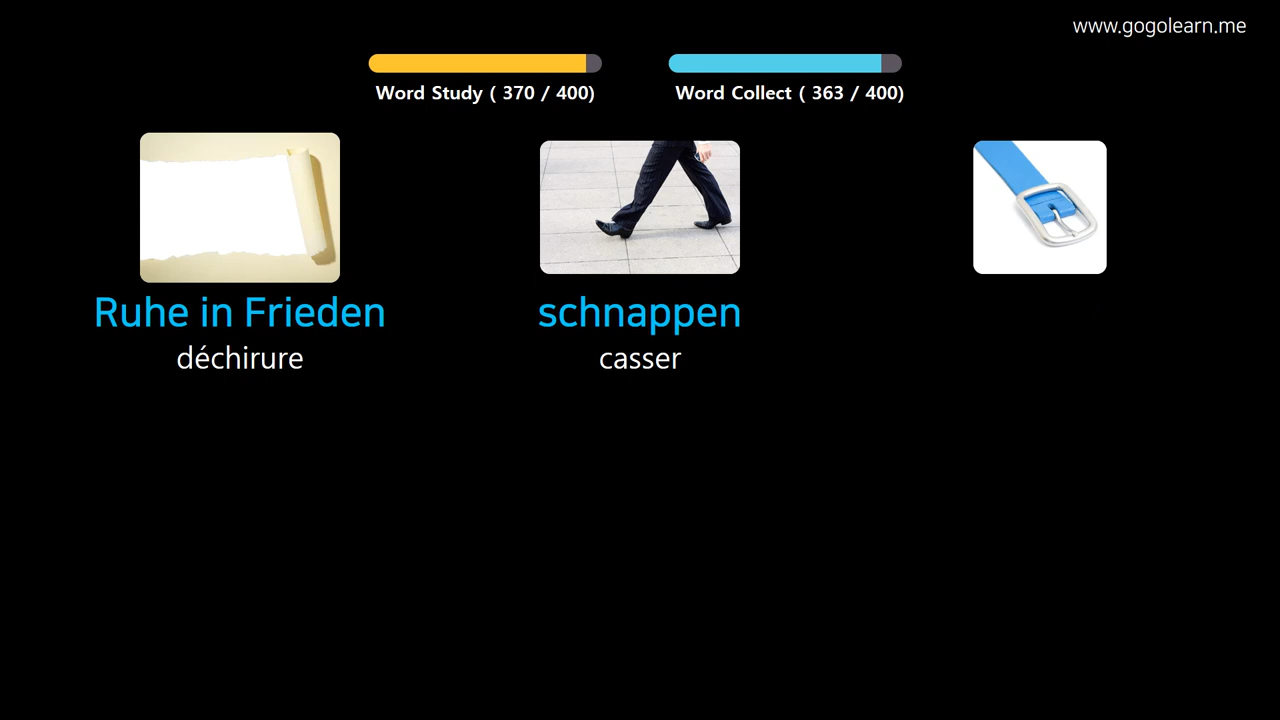 www.gogolearn.me
Word Study ( 370 / 400)
Word Collect ( 363 / 400)
Ruhe in Frieden
déchirure
schnappen
casser